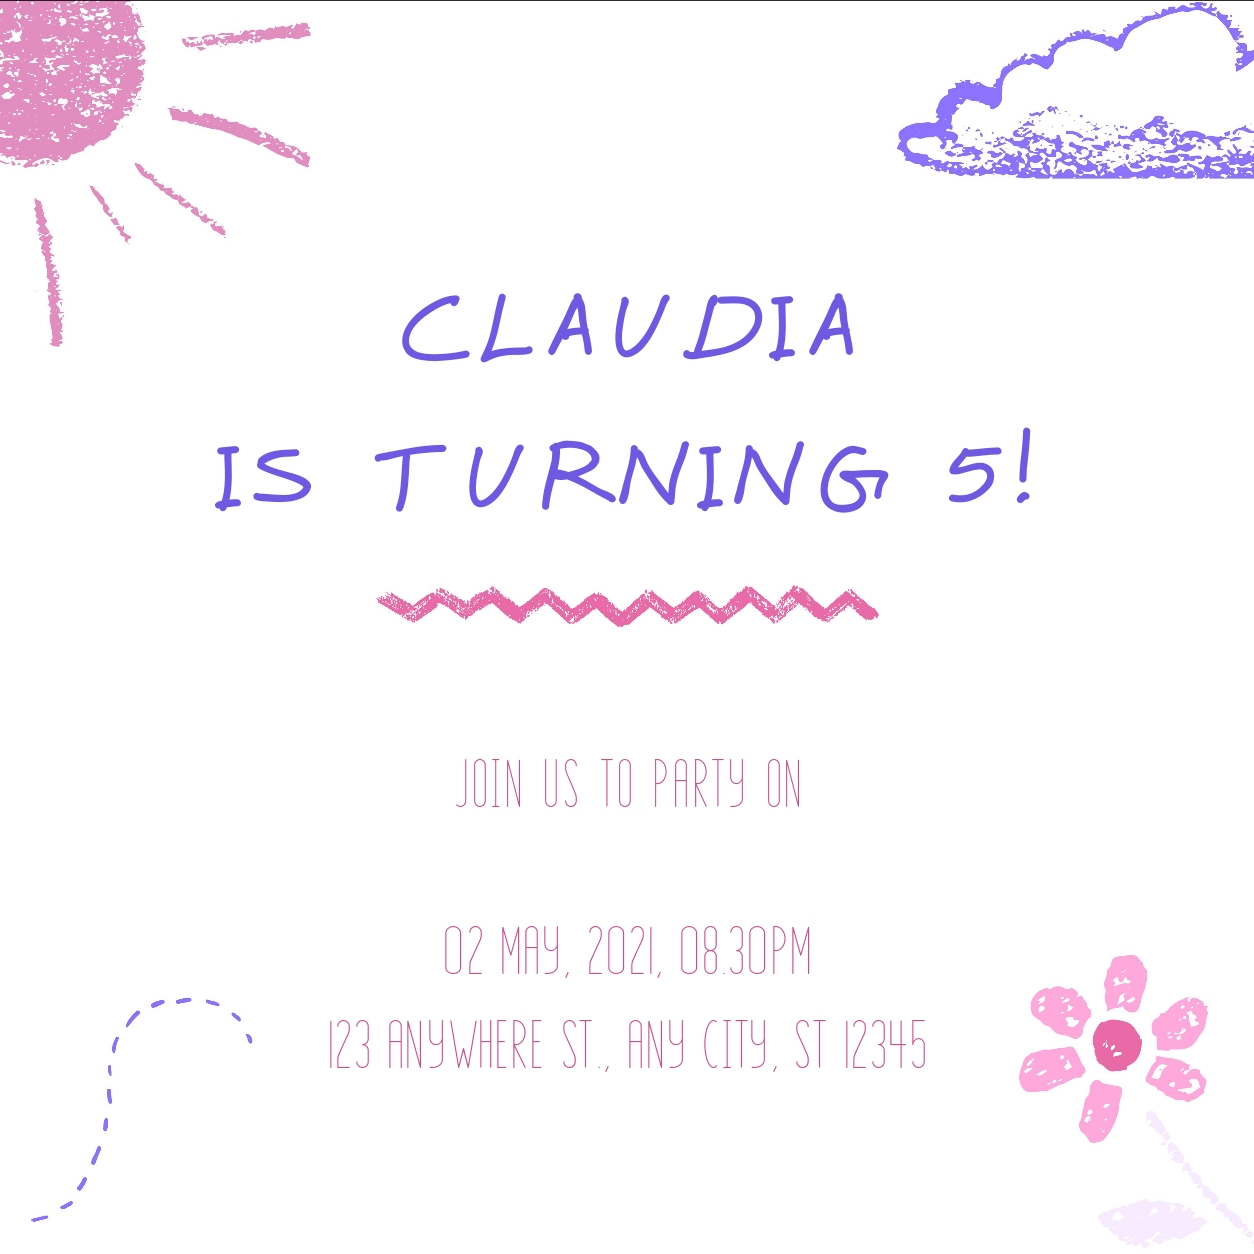 CLAUDIA
IS TURNING 5!
JOIN US TO PARTY ON
02 MAY, 2021, 08.30PM
123 ANYWHERE ST., ANY CITY, ST 12345